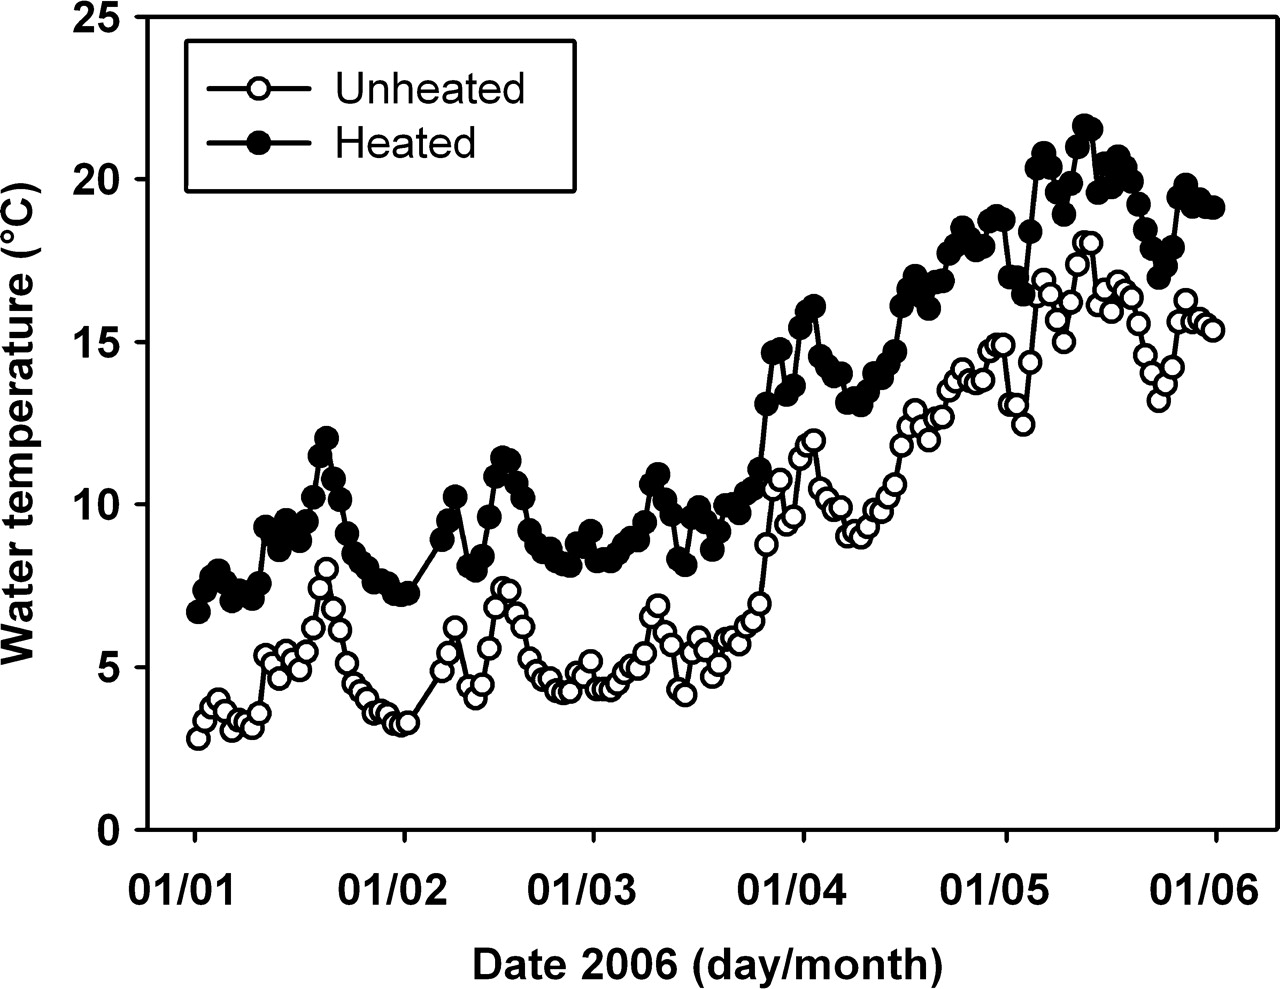 25
20
15
10
5
0
Water temperature (°C)
Unheated
Heated
01/01 01/02 01/03 01/04 01/05 01/06
Date 2006 (day/month)